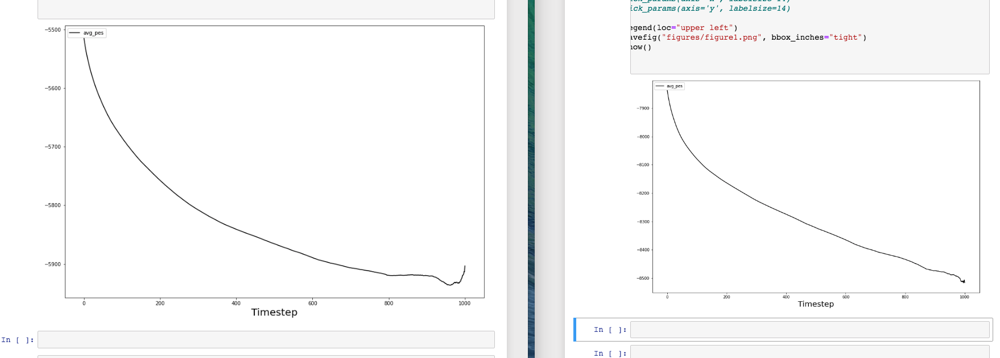 −5500
avg_pes
−5600
−5700
−5800
−5900
0 200 400 600 800 1000
Timestep
In [ ]:
ick_params(axis='y', labelsize=14)
egend(loc="upper left")
avefig("figures/figure1.png", bbox_inches="tight")
how()
avg_pes
−7900
−8000
−8100
−8200
−8300
−8400
−8500
0 200 400 600 800 1000
Timestep
In [ ]:
In [ ]: